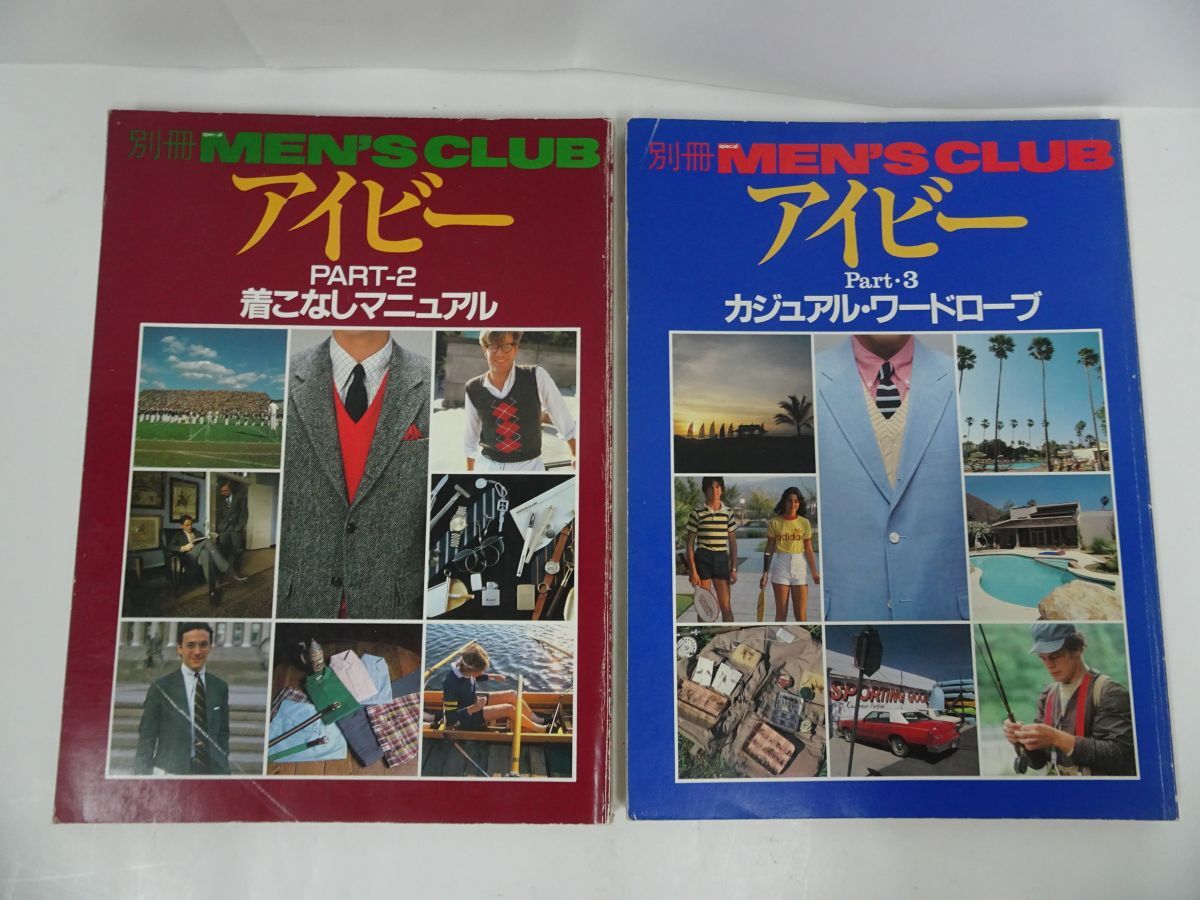 別冊 special MEN'S CLUB
アイビー
PART-2
着こなしマニュアル
別冊 special MEN'S CLUB
アイビー
Part・3
カジュアル・ワードローブ
adidas
SPORTING GOO